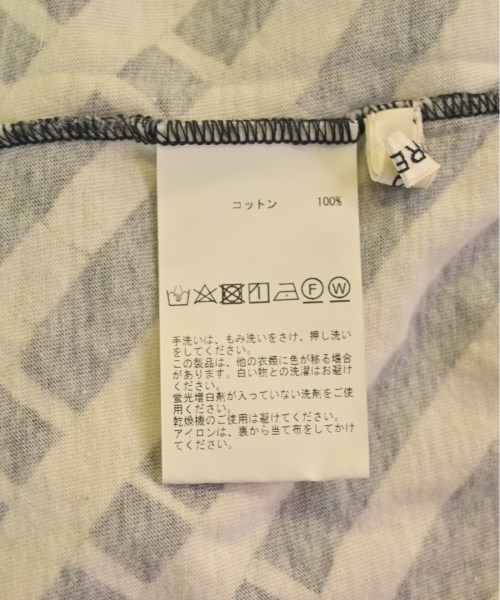 RE
コットン 100%
F W
手洗いは、もみ洗いをさけ、押し洗い
をしてください。
この製品は、他の衣類に色が移る場合
があります。白い物との洗濯はお避け
ください。
蛍光増白剤が入っていない洗剤をご使
用ください。
乾燥機のご使用は避けてください。
アイロンは、裏から当て布をしてかけ
てください。